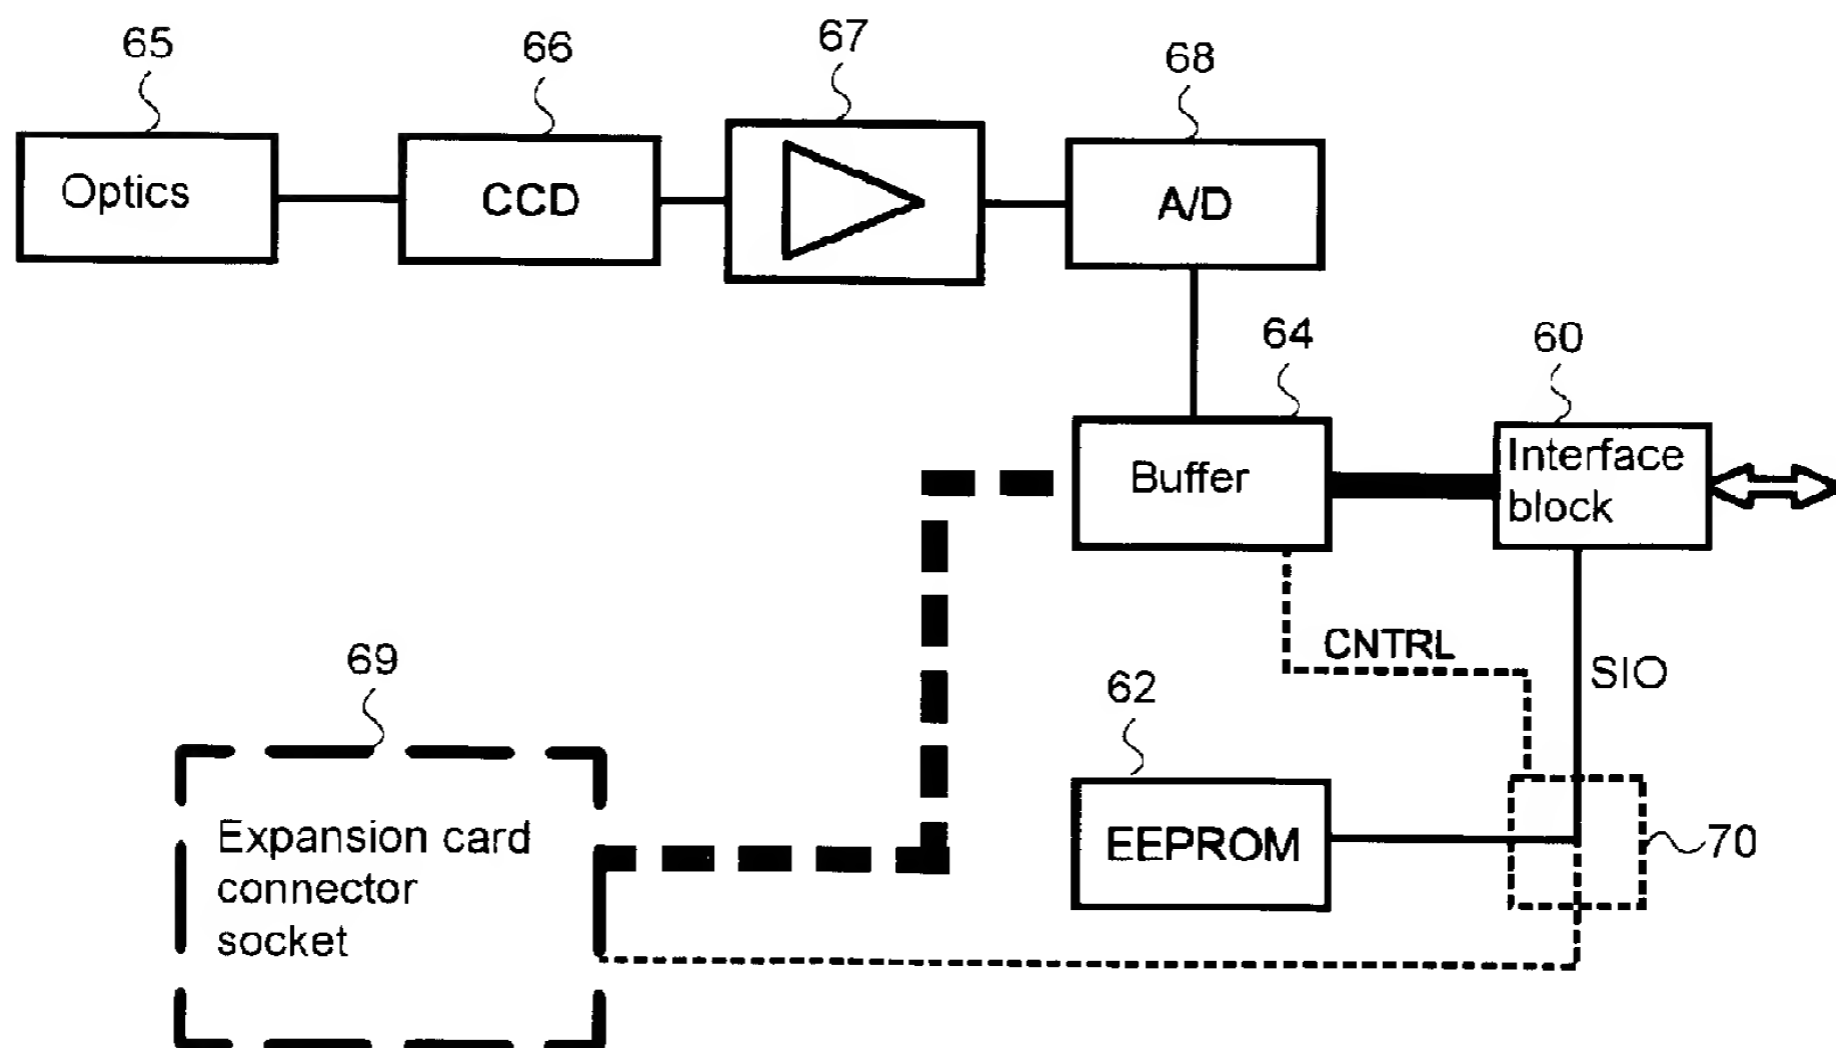 65
66
67
68
Optics
CCD
A/D
64
60
Buffer
Interface
block
CNTRL
SIO
69
62
Expansion card
connector
socket
EEPROM
70